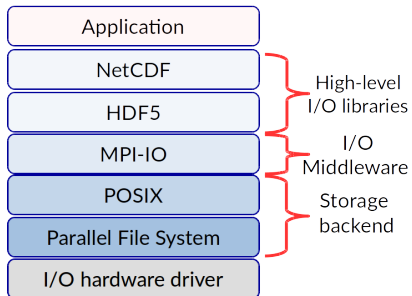 Application
NetCDF
HDF5
MPI-IO
POSIX
Parallel File System
I/O hardware driver
High-level
I/O libraries
I/O
Middleware
Storage
backend